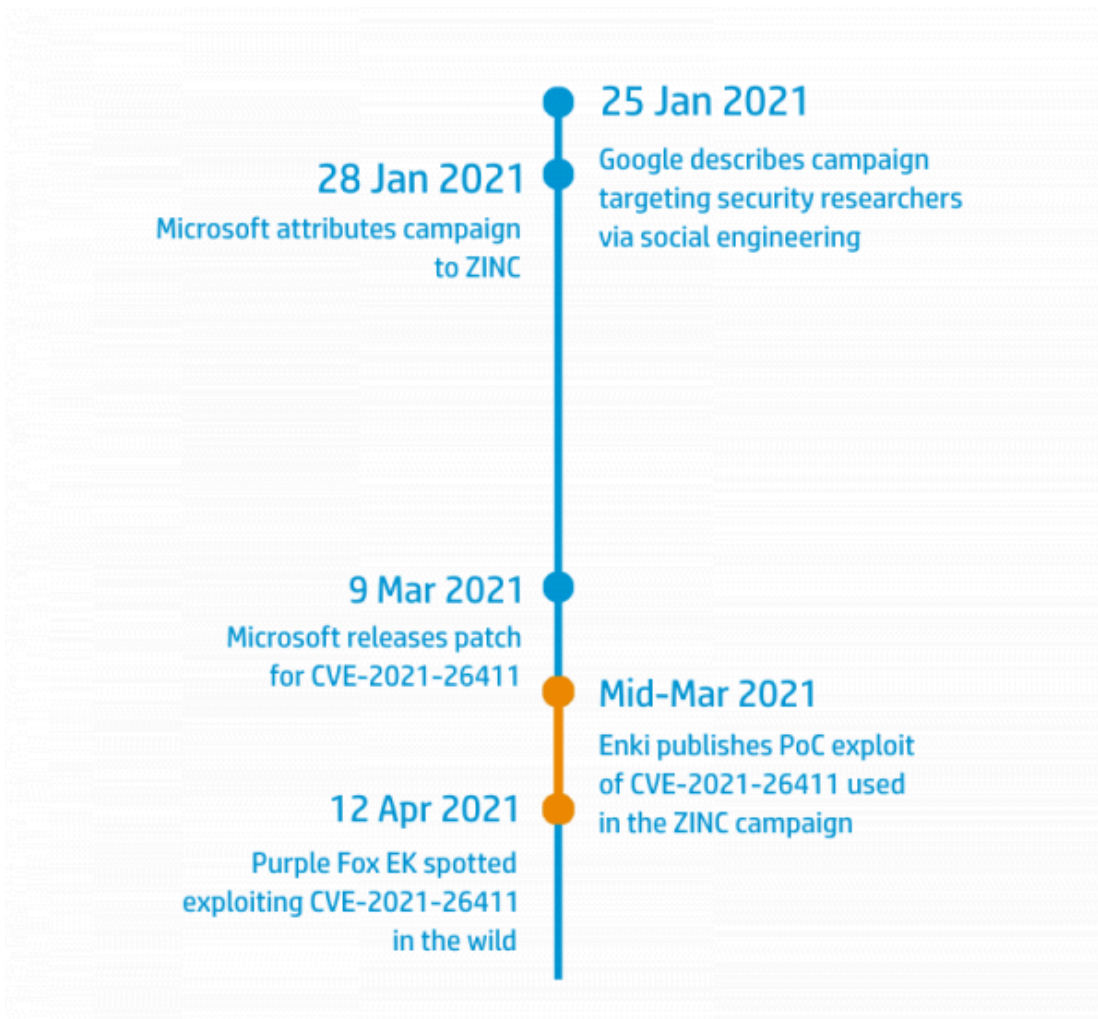 25 Jan 2021
Google describes campaign
targeting security researchers
via social engineering
28 Jan 2021
Microsoft attributes campaign
to ZINC
9 Mar 2021
Microsoft releases patch
for CVE-2021-26411
Mid-Mar 2021
Enki publishes PoC exploit
of CVE-2021-26411 used
in the ZINC campaign
12 Apr 2021
Purple Fox EK spotted
exploiting CVE-2021-26411
in the wild